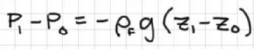 P₁ - P₀ = - ρ_F g (z₁ - z₀)